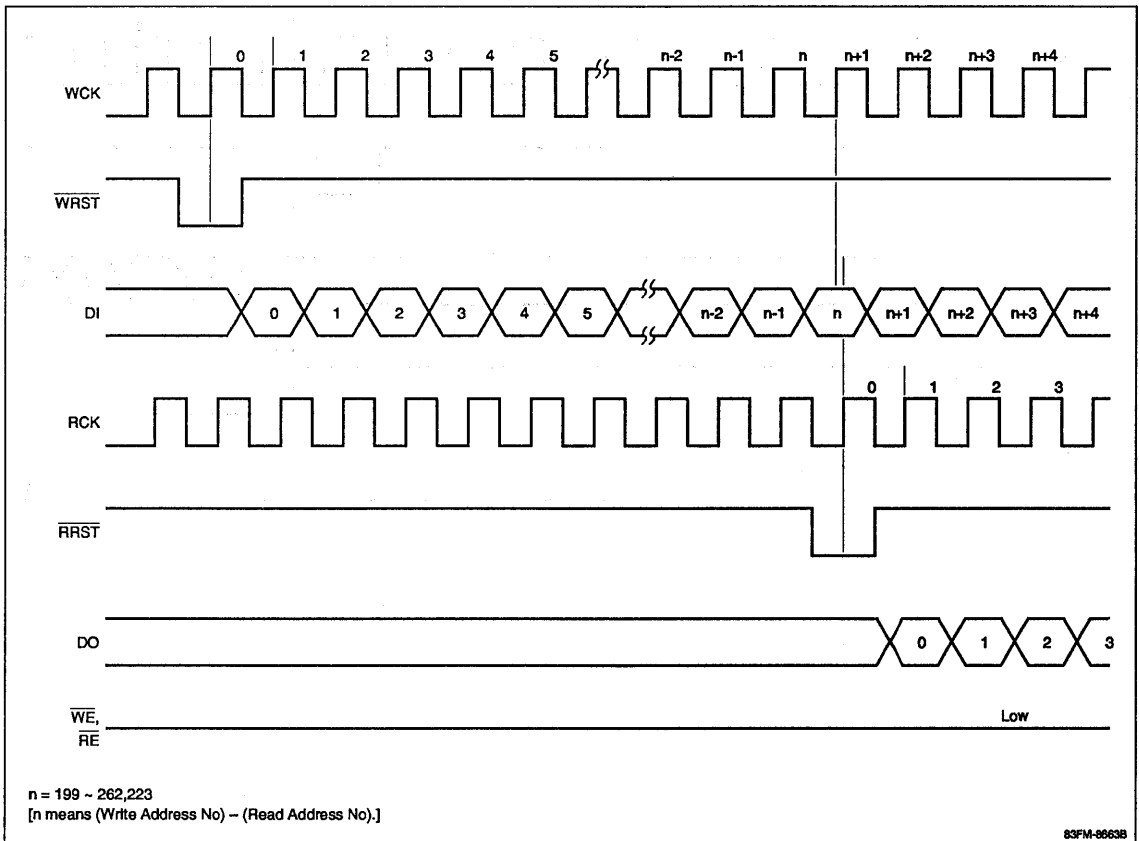 0 1 2 3 4 5 n-2 n-1 n n+1 n+2 n+3 n+4
WCK
WRST
DI 0 1 2 3 4 5 n-2 n-1 n n+1 n+2 n+3 n+4
0 1 2 3
RCK
RRST
DO 0 1 2 3
WE, Low
RE
n = 199 ~ 262,223
[n means (Write Address No) – (Read Address No).]
83FM-8663B